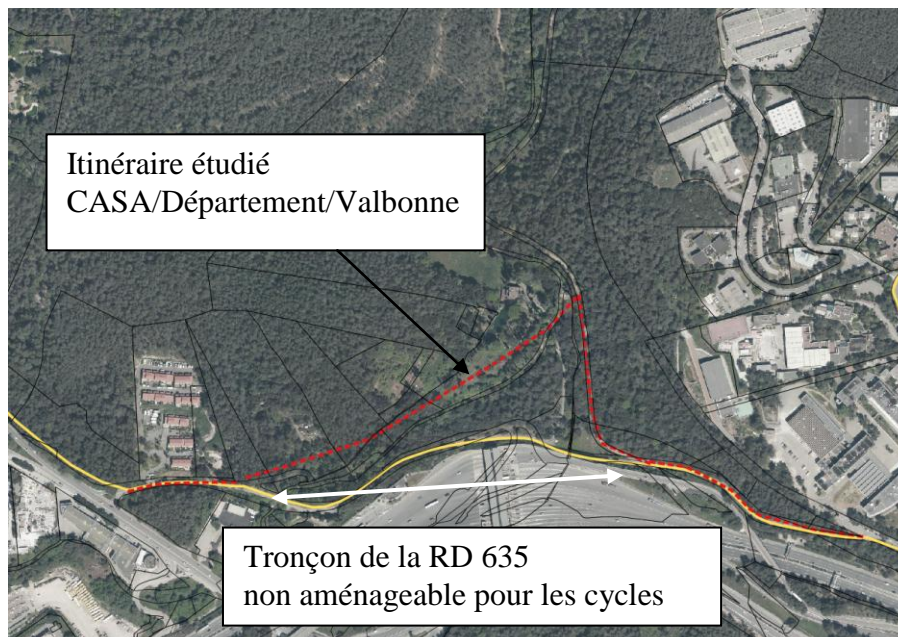 Itinéraire étudié
CASA/Département/Valbonne
Tronçon de la RD 635
non aménageable pour les cycles